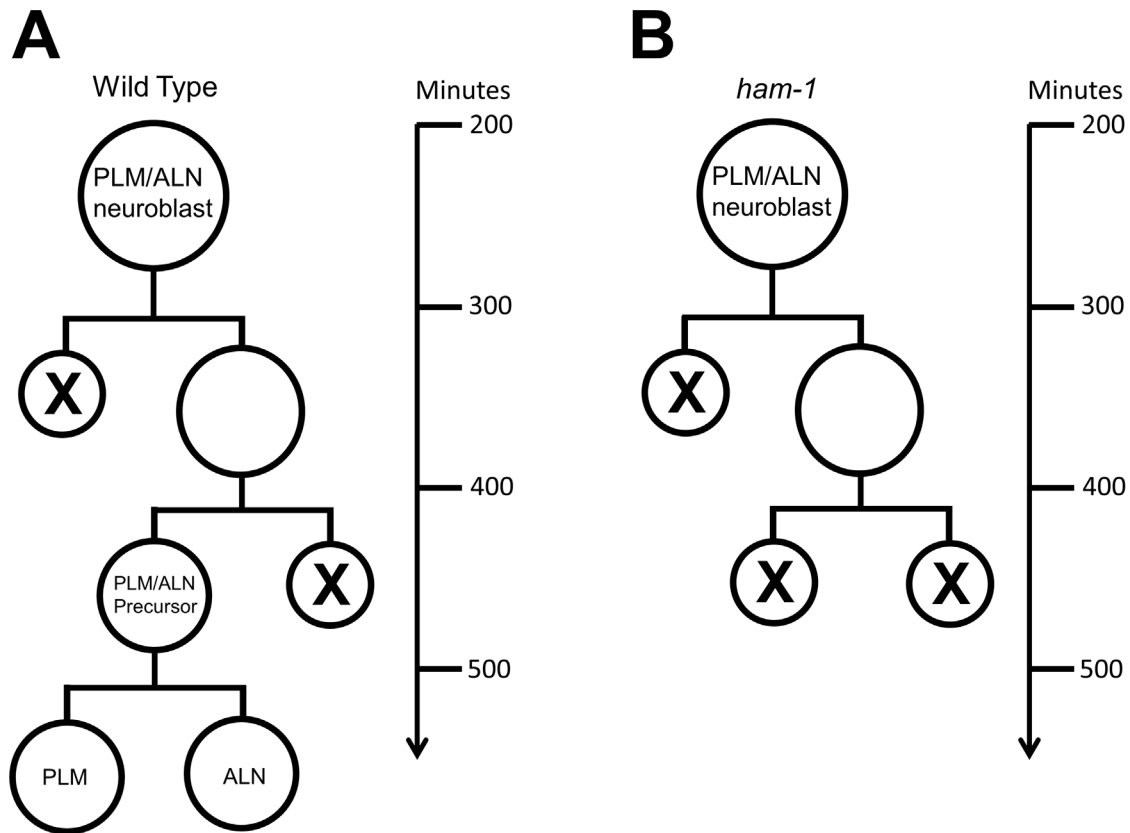 A
Wild Type
Minutes
200
PLM/ALN
neuroblast
300
X
400
PLM/ALN
Precursor
X
500
PLM
ALN
B
ham-1
Minutes
200
PLM/ALN
neuroblast
300
X
400
X
X
500